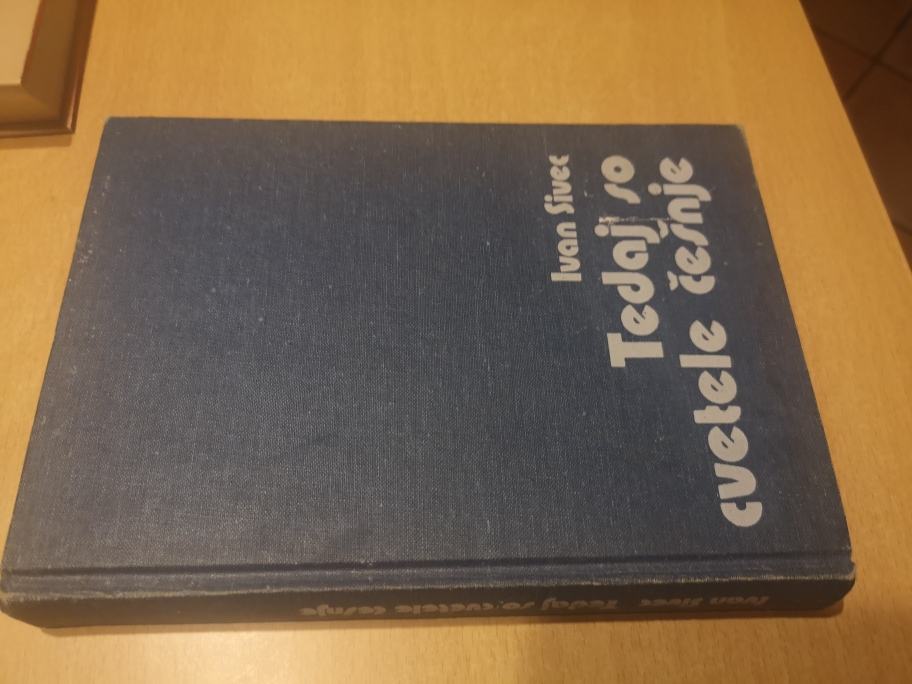 Ivan Sivec
Tedaj so
cvetele češnje
Ivan Sivec Tedaj so cvetele češnje